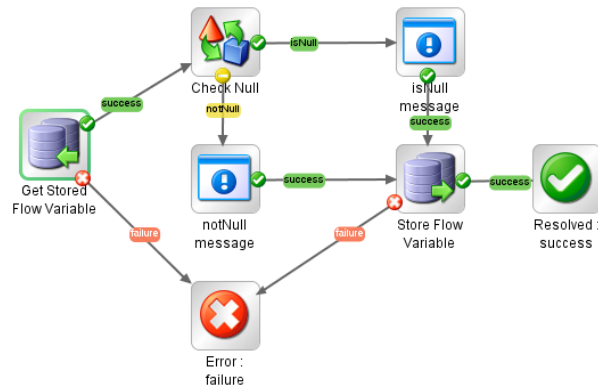 isNull
Check Null
isNull
message
success
notNull
success
Get Stored
Flow Variable
success
success
notNull
message
Store Flow
Variable
Resolved :
success
failure
failure
Error :
failure